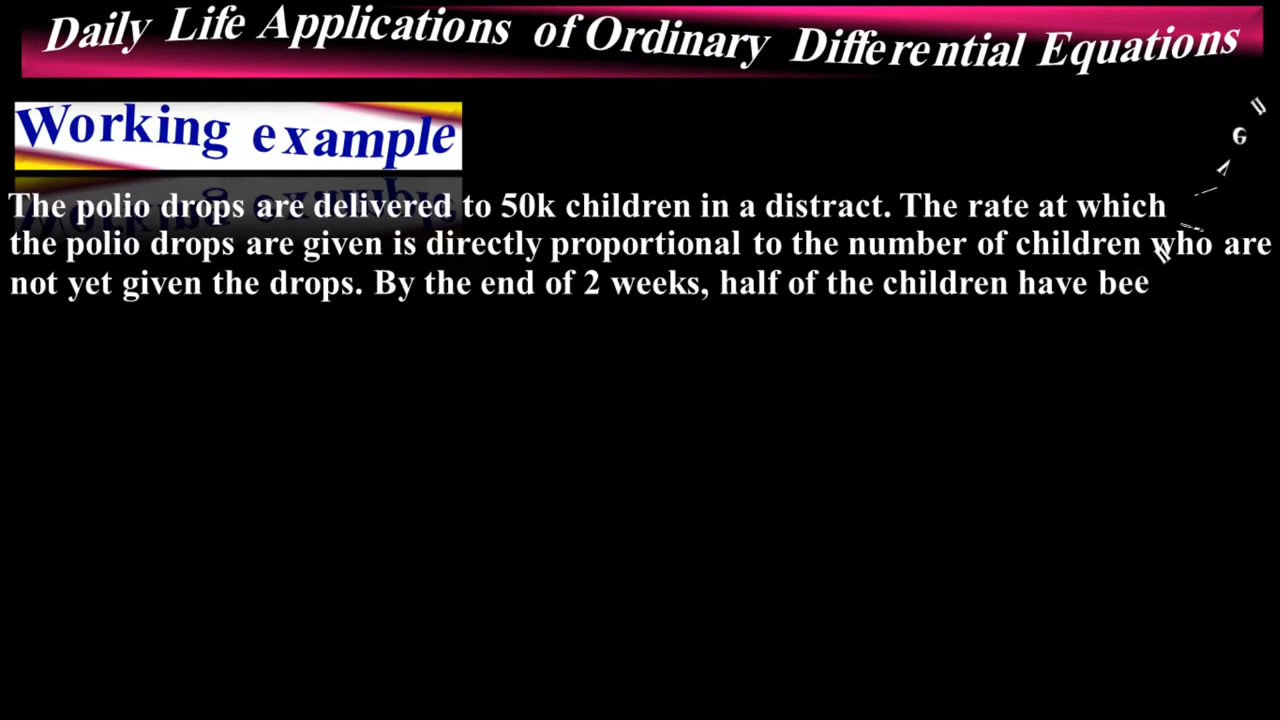 Daily Life Applications of Ordinary Differential Equations
Working example
The polio drops are delivered to 50k children in a distract. The rate at which
the polio drops are given is directly proportional to the number of children who are
not yet given the drops. By the end of 2 weeks, half of the children have bee